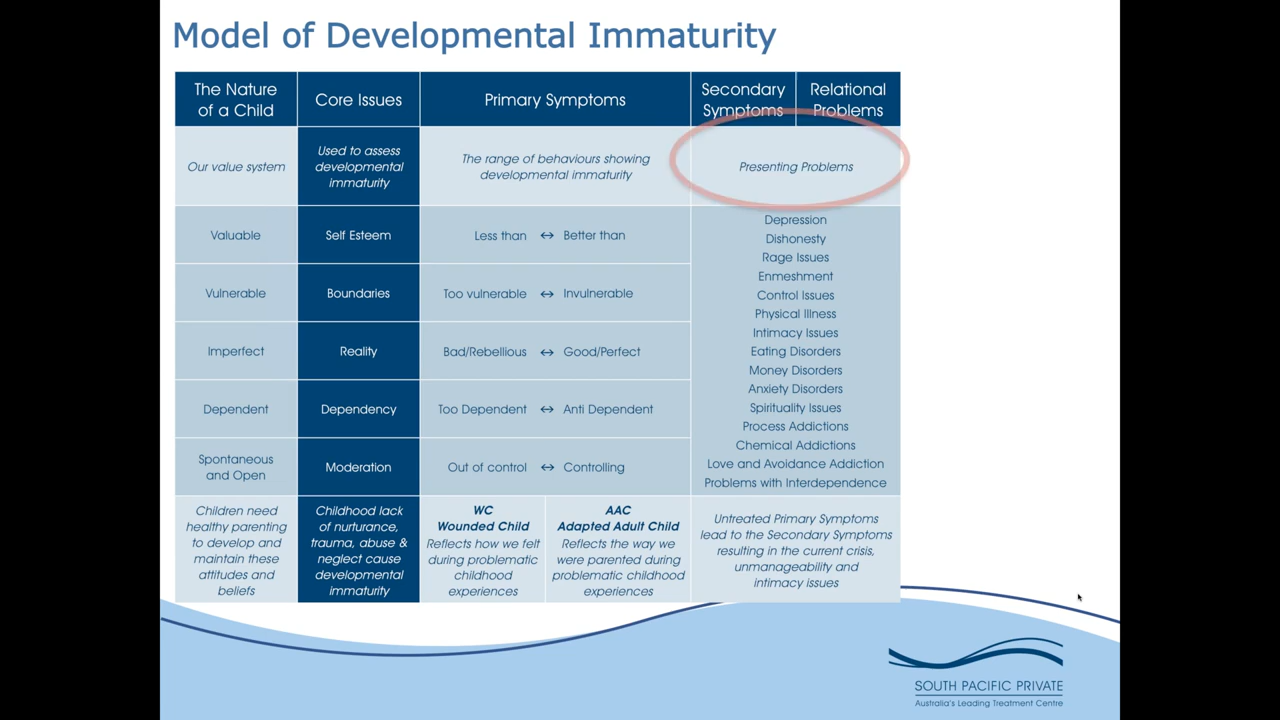 Model of Developmental Immaturity
The Nature
of a Child
Core Issues
Primary Symptoms
Secondary
Symptoms
Relational
Problems
Our value system
Used to assess
developmental
immaturity
The range of behaviours showing
developmental immaturity
Presenting Problems
Valuable
Self Esteem
Less than ↔ Better than
Vulnerable
Boundaries
Too vulnerable ↔ Invulnerable
Imperfect
Reality
Bad/Rebellious ↔ Good/Perfect
Dependent
Dependency
Too Dependent ↔ Anti Dependent
Spontaneous
and Open
Moderation
Out of control ↔ Controlling
Depression
Dishonesty
Rage Issues
Enmeshment
Control Issues
Physical Illness
Intimacy Issues
Eating Disorders
Money Disorders
Anxiety Disorders
Spirituality Issues
Process Addictions
Chemical Addictions
Love and Avoidance Addiction
Problems with Interdependence
Children need
healthy parenting
to develop and
maintain these
attitudes and
beliefs
Childhood lack
of nurturance,
trauma, abuse &
neglect cause
developmental
immaturity
WC
Wounded Child
Reflects how we felt
during problematic
childhood
experiences
AAC
Adapted Adult Child
Reflects the way we
were parented during
problematic childhood
experiences
Untreated Primary Symptoms
lead to the Secondary Symptoms
resulting in the current crisis,
unmanageability and
intimacy issues
SOUTH PACIFIC PRIVATE
Australia's Leading Treatment Centre